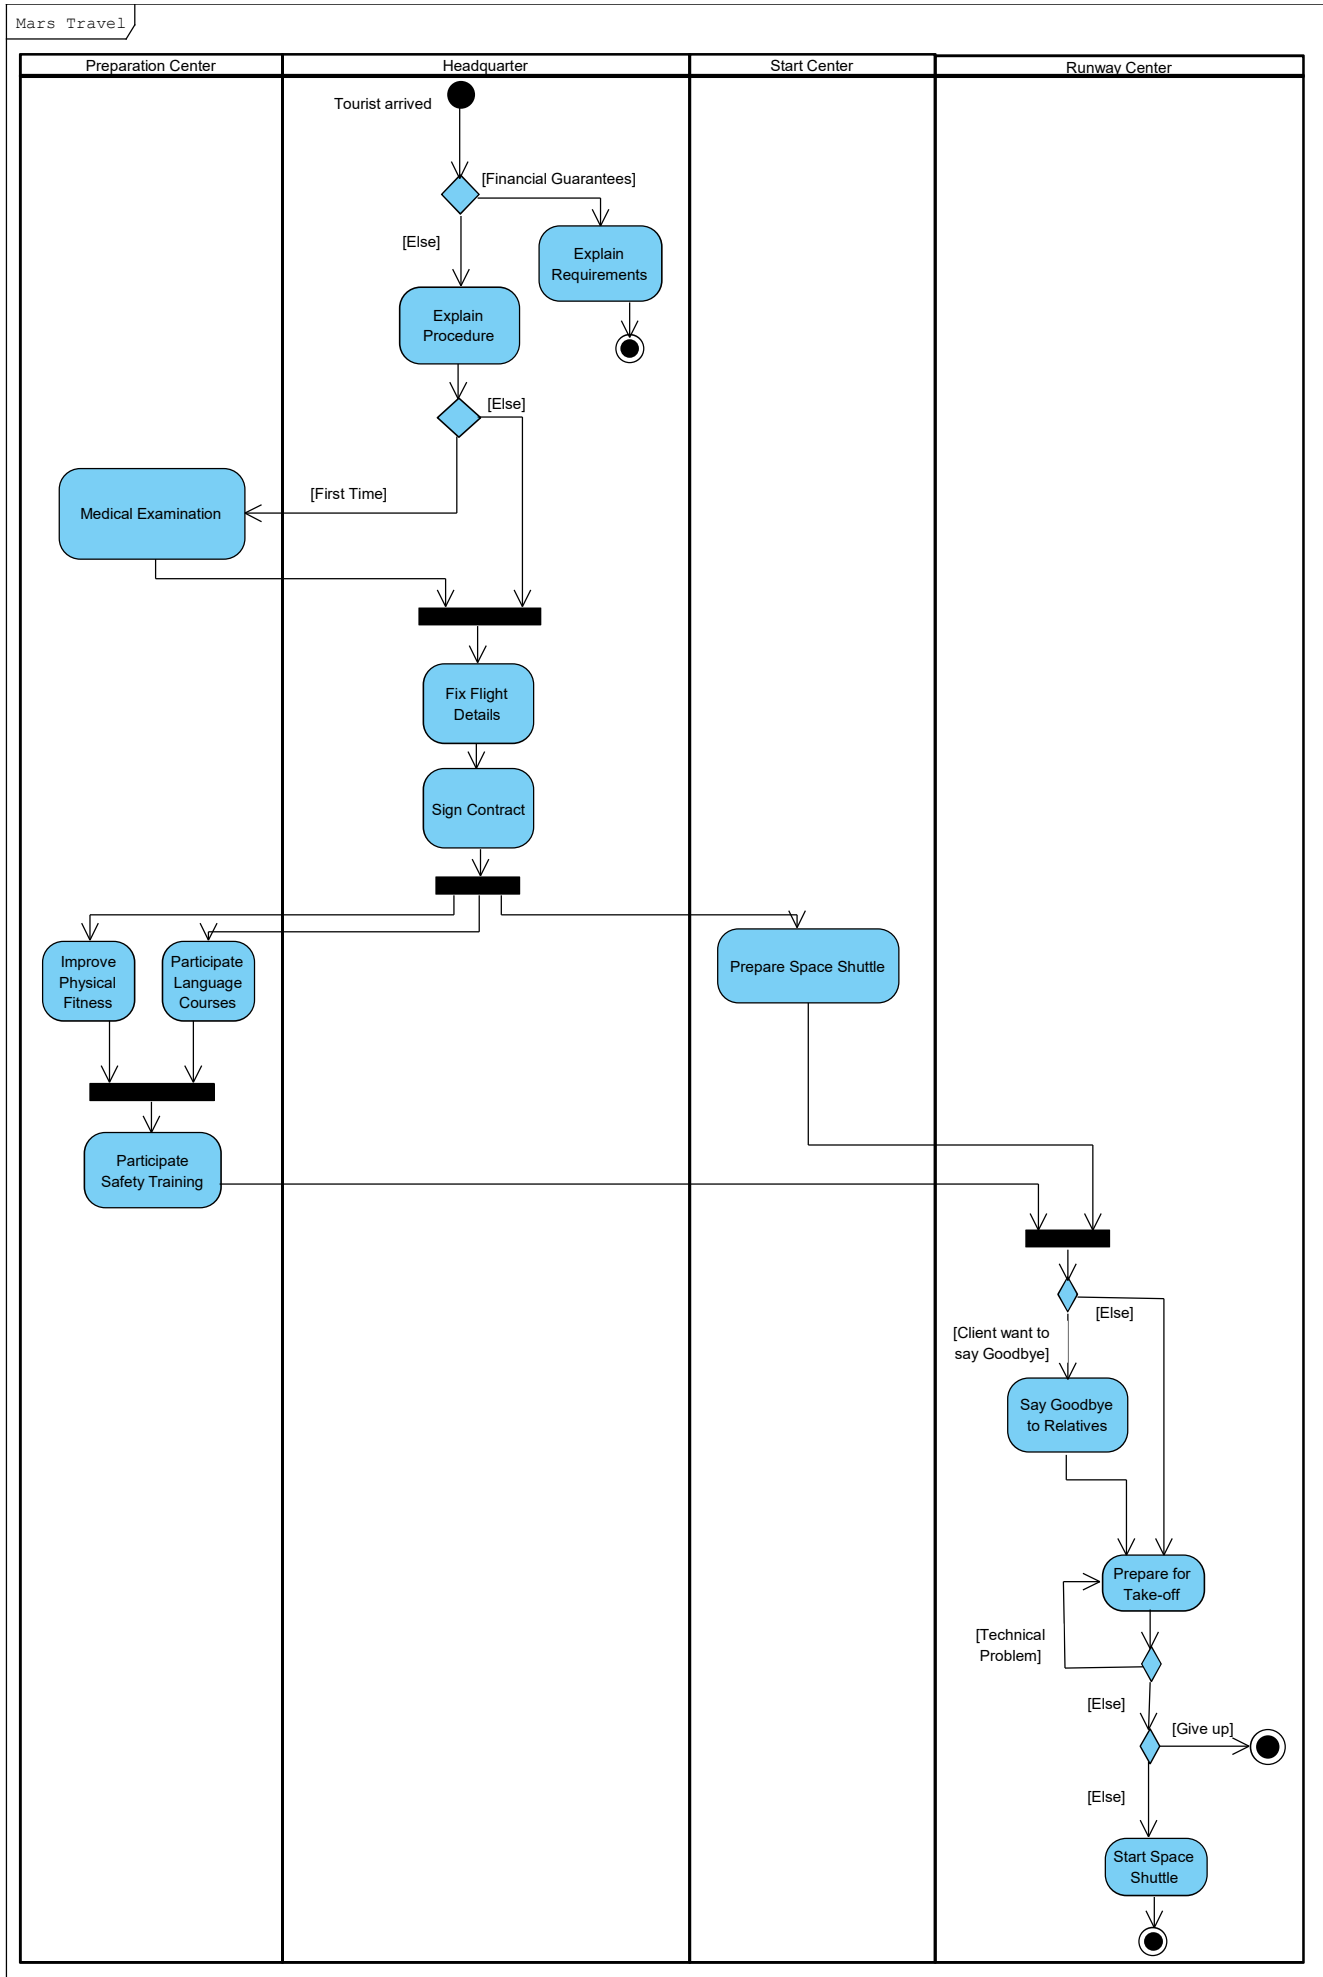 Mars Travel
Preparation Center
Headquarter
Start Center
Runway Center
Tourist arrived
[Financial Guarantees]
[Else]
Explain
Requirements
Explain
Procedure
[Else]
[First Time]
Medical Examination
Fix Flight
Details
Sign Contract
Improve
Physical
Fitness
Participate
Language
Courses
Prepare Space Shuttle
Participate
Safety Training
[Else]
[Client want to
say Goodbye]
Say Goodbye
to Relatives
Prepare for
Take-off
[Technical
Problem]
[Else]
[Give up]
[Else]
Start Space
Shuttle